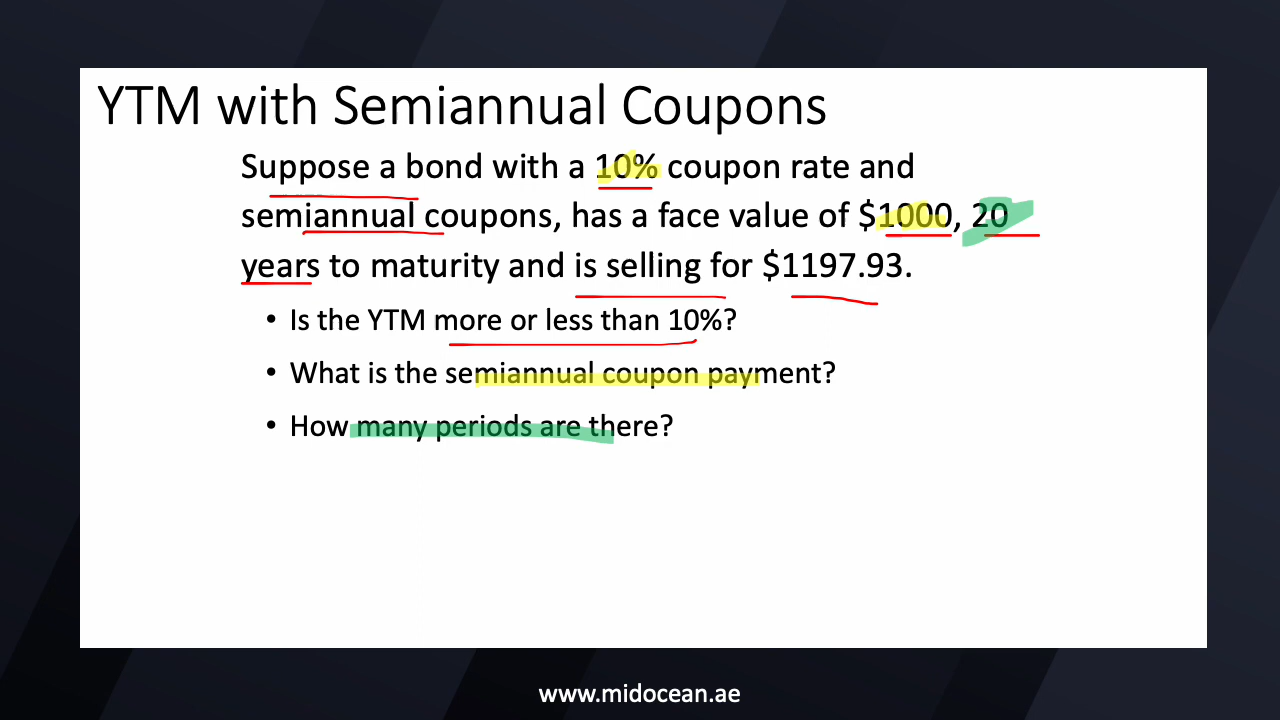 YTM with Semiannual Coupons
Suppose a bond with a 10% coupon rate and
semiannual coupons, has a face value of $1000, 20
years to maturity and is selling for $1197.93.
• Is the YTM more or less than 10%?
• What is the semiannual coupon payment?
• How many periods are there?
www.midocean.ae